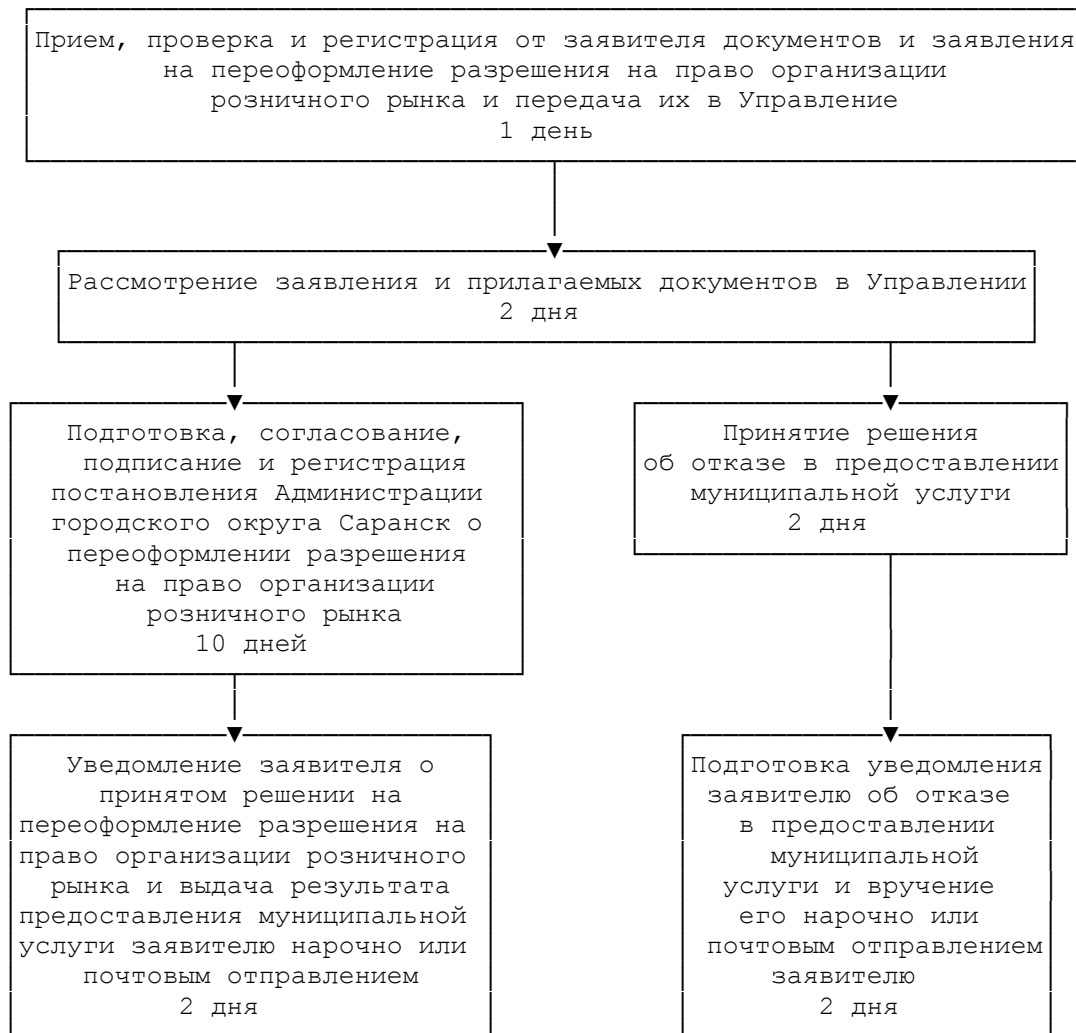 Прием, проверка и регистрация от заявителя документов и заявления
на переоформление разрешения на право организации
розничного рынка и передача их в Управление
1 день
Рассмотрение заявления и прилагаемых документов в Управлении
2 дня
Подготовка, согласование,
подписание и регистрация
постановления Администрации
городского округа Саранск о
переоформлении разрешения
на право организации
розничного рынка
10 дней
Принятие решения
об отказе в предоставлении
муниципальной услуги
2 дня
Уведомление заявителя о
принятом решении на
переоформление разрешения на
право организации розничного
рынка и выдача результата
предоставления муниципальной
услуги заявителю нарочно или
почтовым отправлением
2 дня
Подготовка уведомления
заявителю об отказе
в предоставлении
муниципальной
услуги и вручение
его нарочно или
почтовым отправлением
заявителю
2 дня